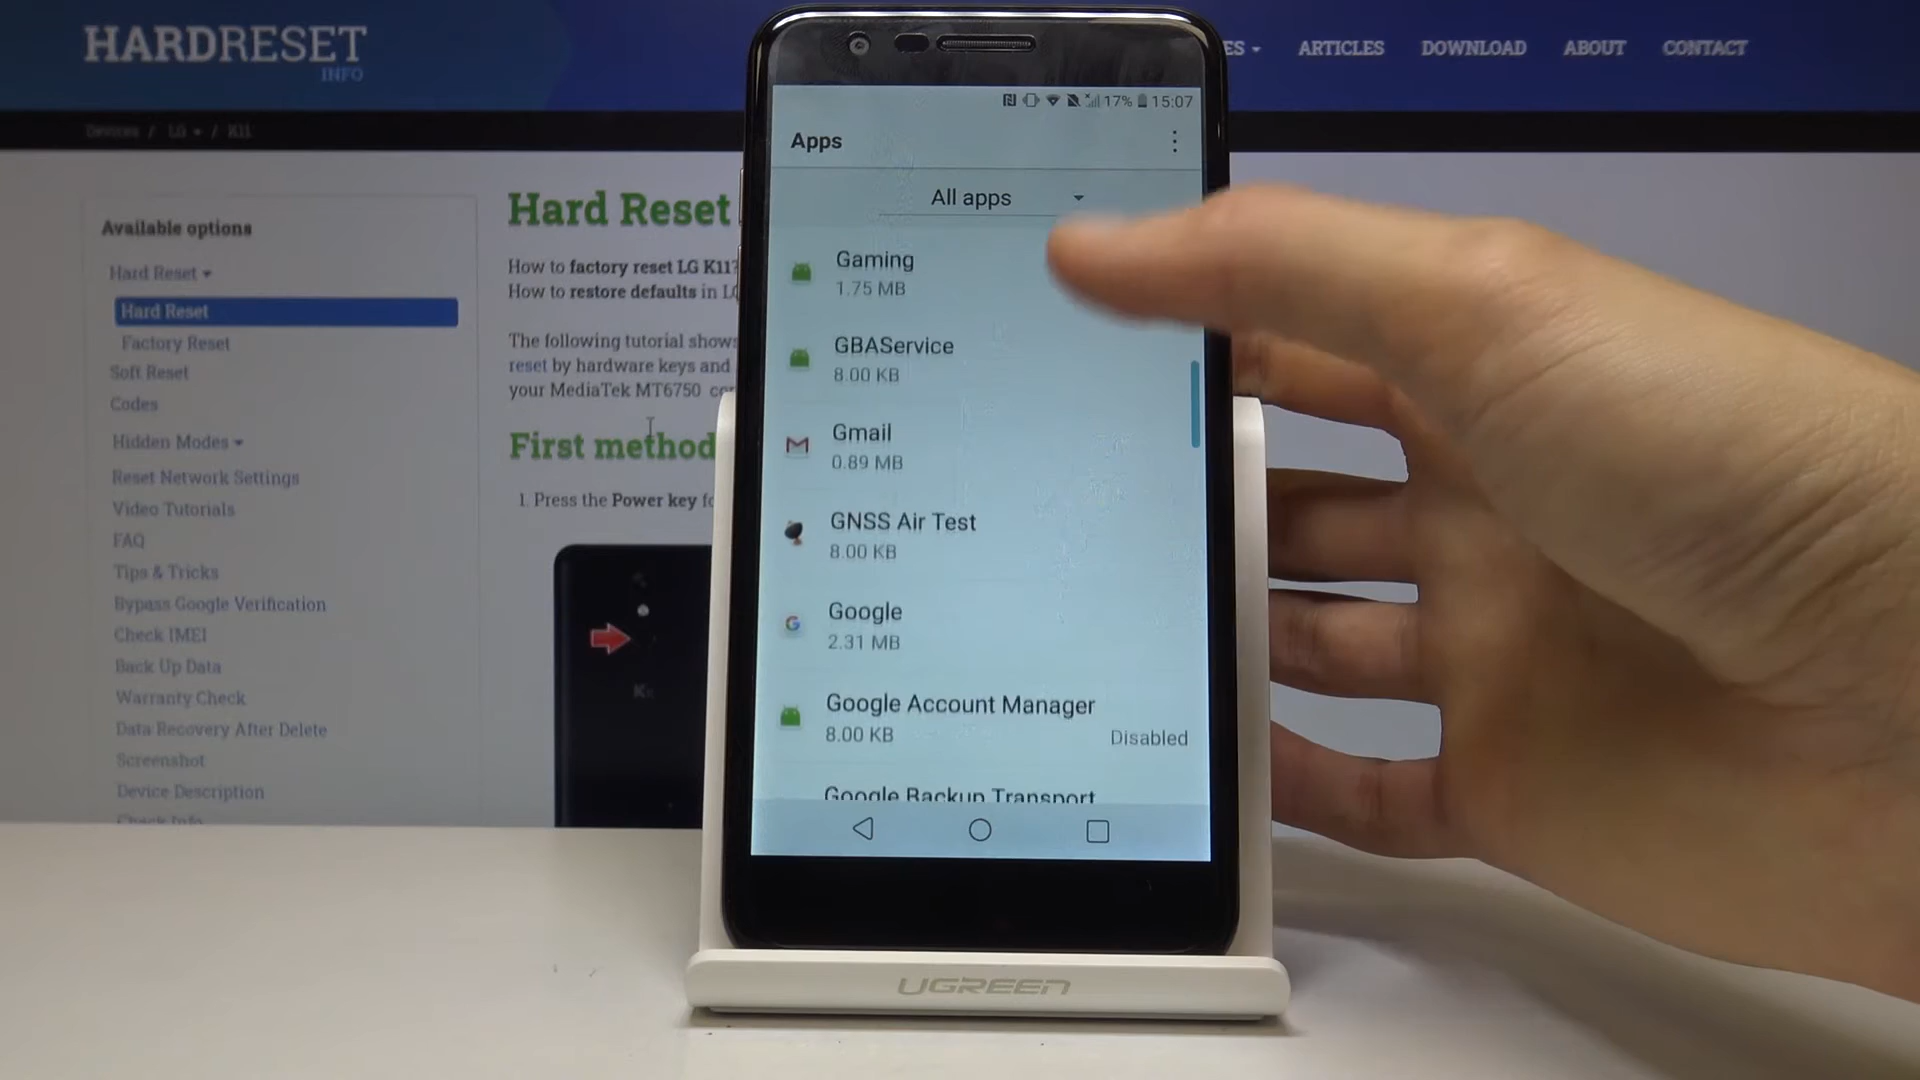 HARDRESET
INFO
ES
ARTICLES
DOWNLOAD
ABOUT
CONTACT
Devices / LG / K11
Available options
Hard Reset
Hard Reset
Factory Reset
Soft Reset
Codes
Hidden Modes
Reset Network Settings
Video Tutorials
FAQ
Tips & Tricks
Bypass Google Verification
Check IMEI
Back Up Data
Warranty Check
Data Recovery After Delete
Screenshot
Device Description
Check Info
Hard Reset
How to factory reset LG K11?
How to restore defaults in
The following tutorial shows
reset by hardware keys and
your MediaTek MT6750
First method
1. Press the Power key
17% 15:07
Apps
All apps
Gaming
1.75 MB
GBAService
8.00 KB
Gmail
0.89 MB
GNSS Air Test
8.00 KB
Google
2.31 MB
Google Account Manager
8.00 KB
Disabled
Google Backup Transport
UGREEN